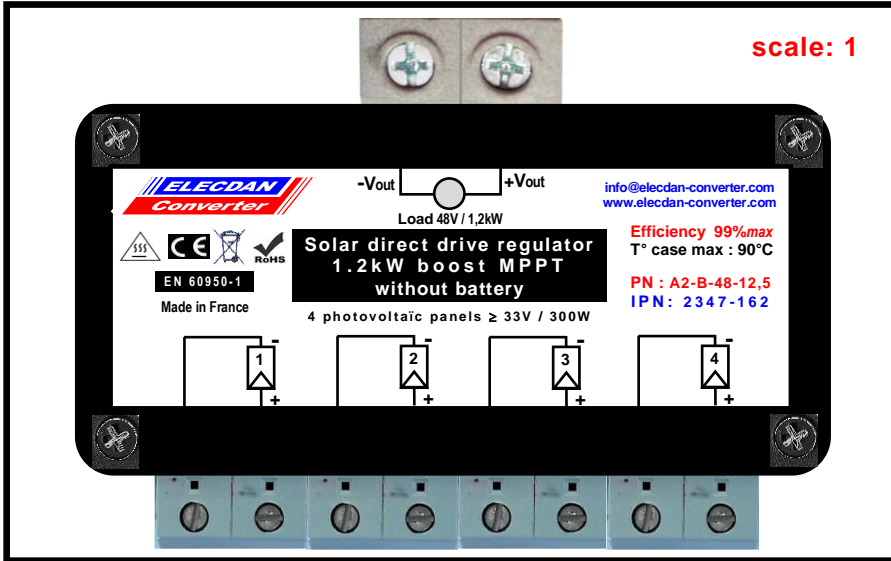 scale: 1
ELECDAN
Converter
-Vout
+Vout
Load 48V / 1,2kW
info@elecdan-converter.com
www.elecdan-converter.com
Efficiency 99%max
T° case max : 90°C
CE
RoHS
EN 60950-1
Made in France
Solar direct drive regulator
1.2kW boost MPPT
without battery
PN : A2-B-48-12,5
IPN: 2347-162
4 photovoltaïc panels ≥ 33V / 300W
1 - +
2 - +
3 - +
4 - +